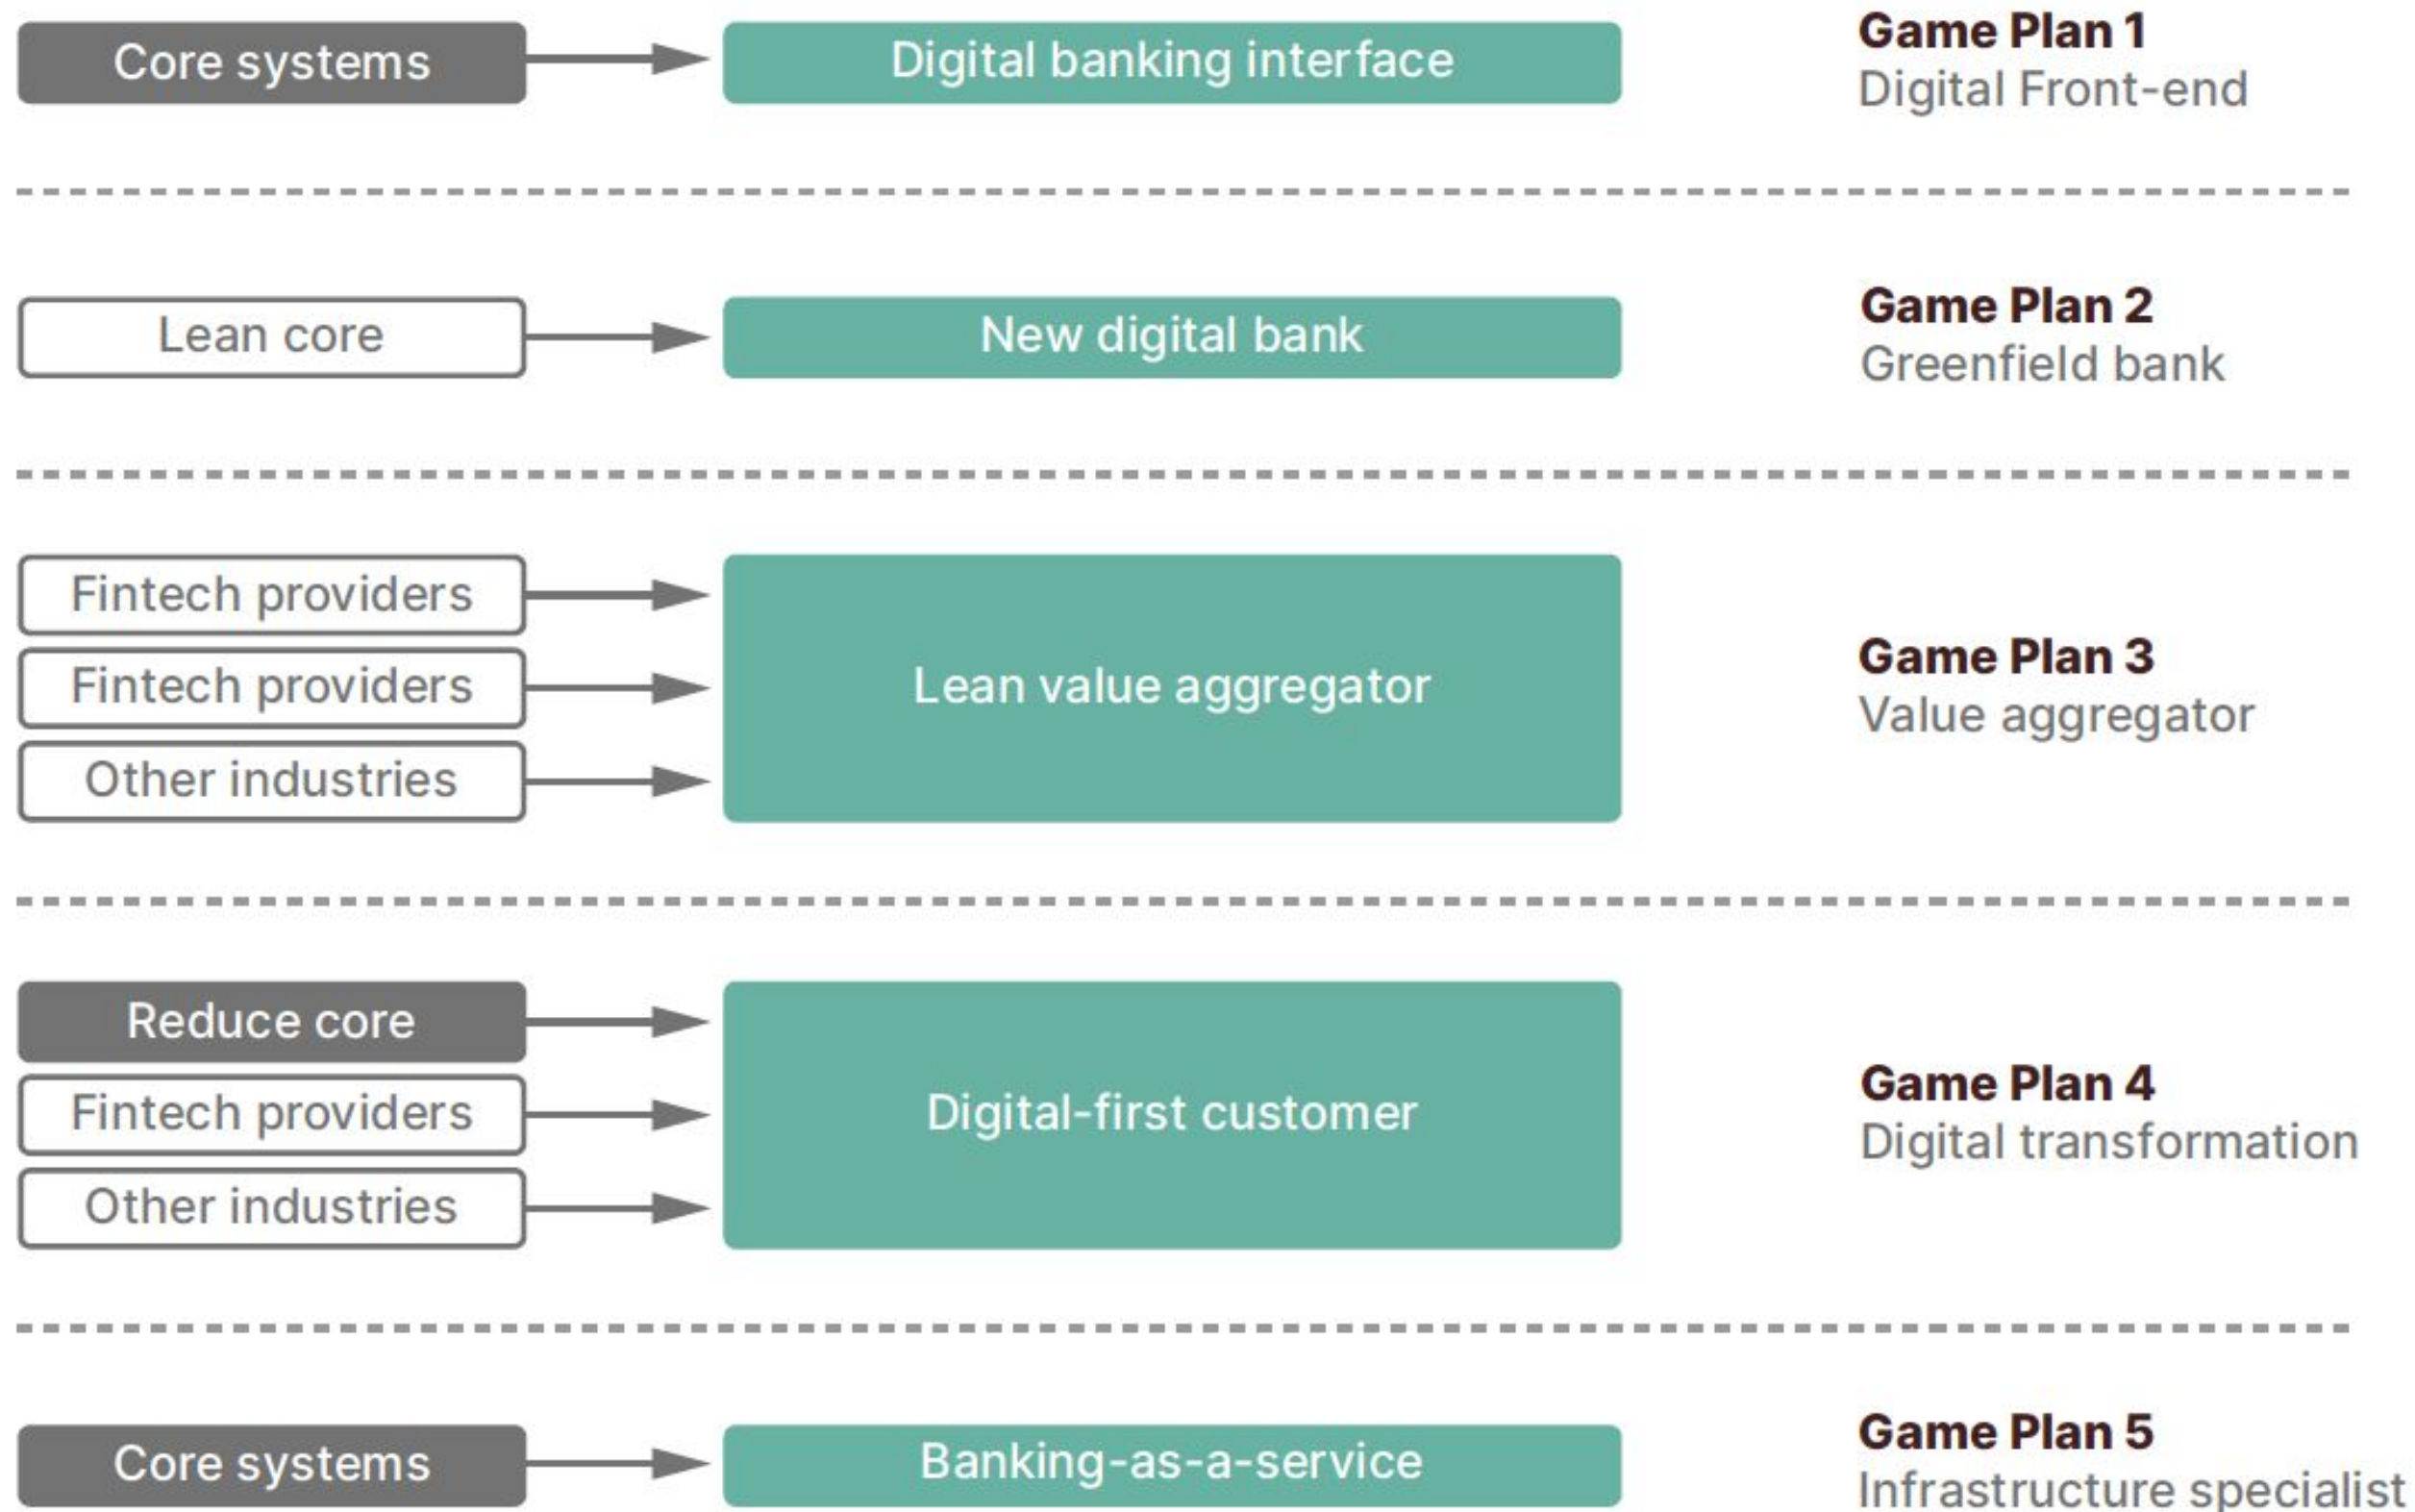 Core systems
Digital banking interface
Game Plan 1
Digital Front-end
Lean core
New digital bank
Game Plan 2
Greenfield bank
Fintech providers
Fintech providers
Other industries
Lean value aggregator
Game Plan 3
Value aggregator
Reduce core
Fintech providers
Other industries
Digital-first customer
Game Plan 4
Digital transformation
Core systems
Banking-as-a-service
Game Plan 5
Infrastructure specialist